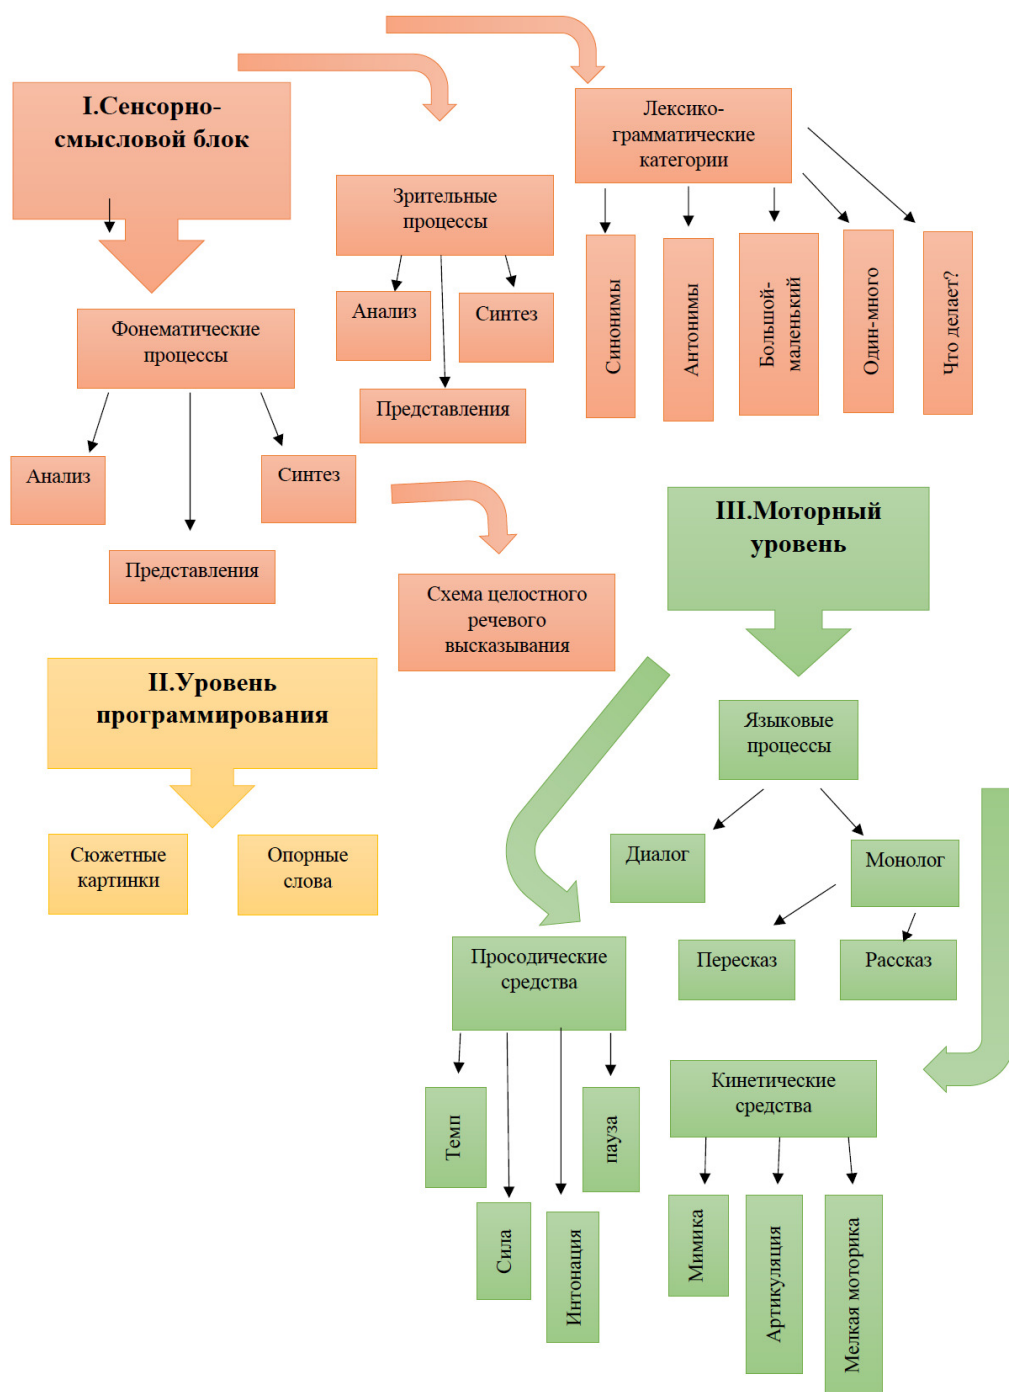 I.Сенсорно-
смысловой блок
Лексико-
грамматические
категории
Зрительные
процессы
Синонимы
Антонимы
Большой-
маленький
Один-много
Что делает?
Анализ
Синтез
Представления
Фонематические
процессы
Анализ
Синтез
Представления
Схема целостного
речевого
высказывания
II.Уровень
программирования
Сюжетные
картинки
Опорные
слова
III.Моторный
уровень
Языковые
процессы
Диалог
Монолог
Пересказ
Рассказ
Просодические
средства
Темп
Сила
Интонация
пауза
Кинетические
средства
Мимика
Артикуляция
Мелкая моторика